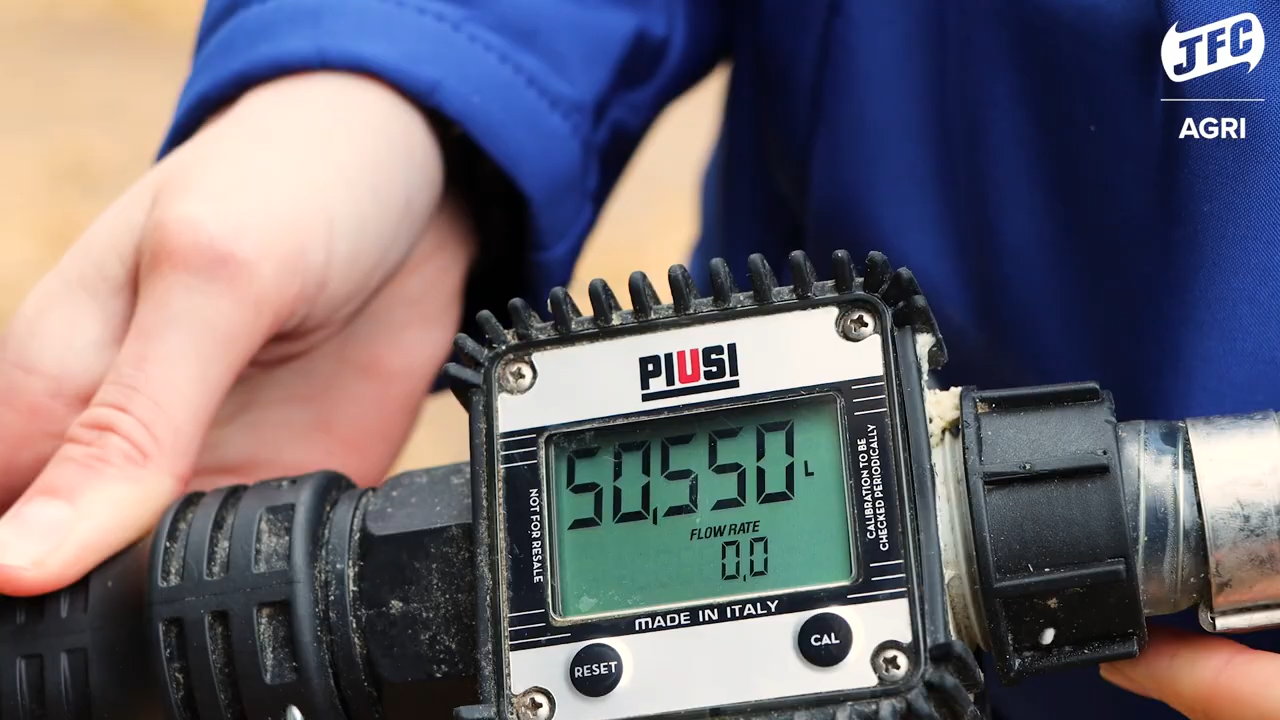 JFC
AGRI
PIUSI
50,550 L
FLOW RATE
0,0
NOT FOR RESALE
CALIBRATION TO BE
CHECKED PERIODICALLY
MADE IN ITALY
RESET
CAL